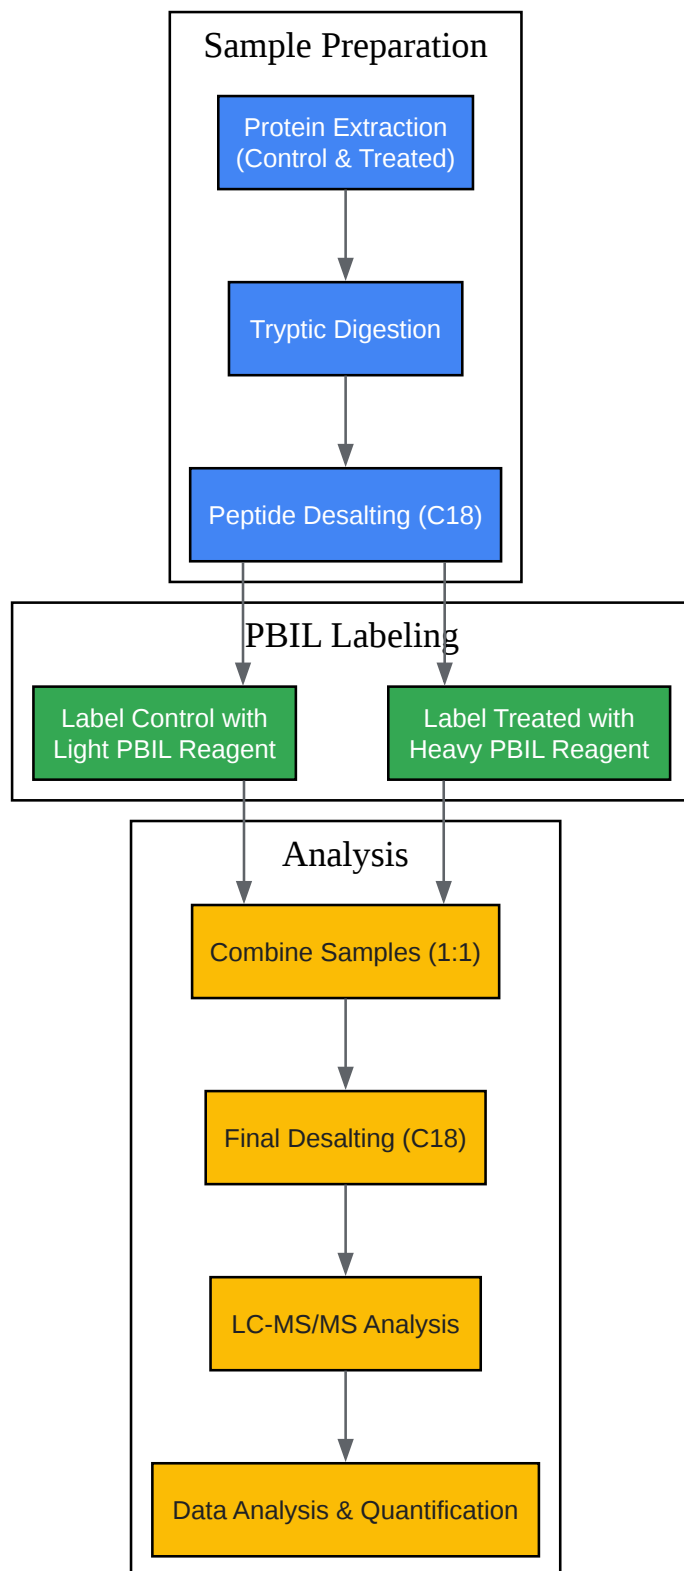 Sample Preparation
Protein Extraction
(Control & Treated)
Tryptic Digestion
Peptide Desalting (C18)
PBIL Labeling
Label Control with
Light PBIL Reagent
Label Treated with
Heavy PBIL Reagent
Analysis
Combine Samples (1:1)
Final Desalting (C18)
LC-MS/MS Analysis
Data Analysis & Quantification